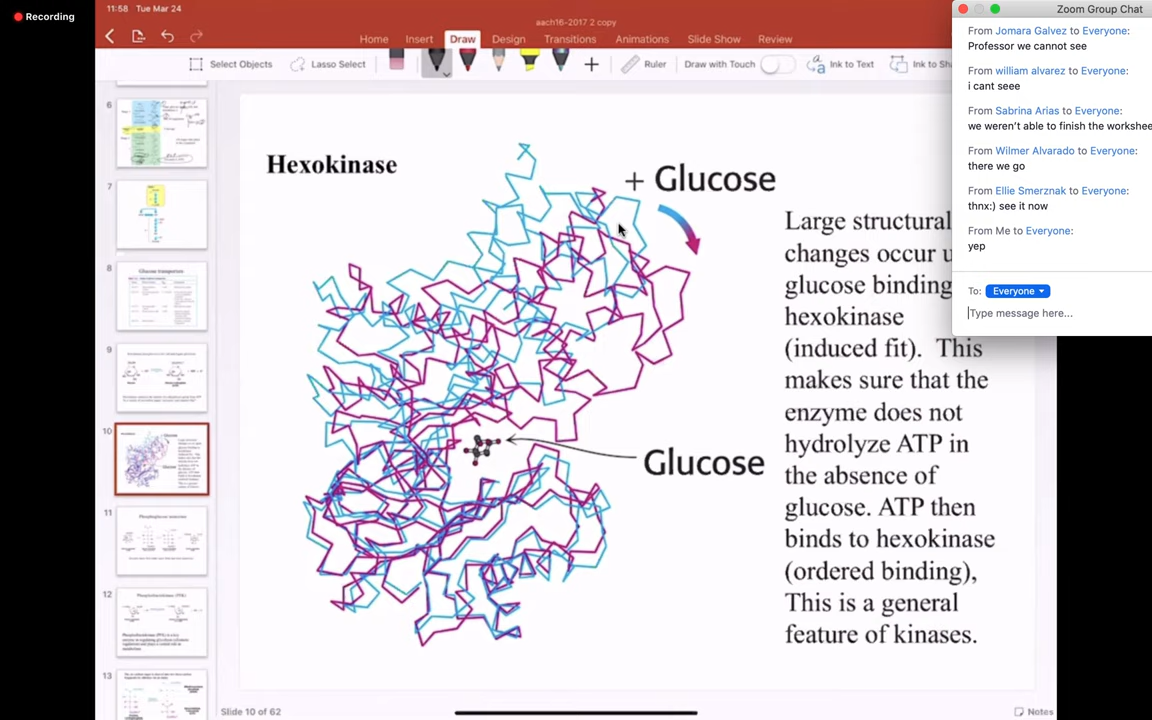 Recording
11:58 Tue Mar 24
aach16-2017 2 copy
Home Insert Draw Design Transitions Animations Slide Show Review
Select Objects Lasso Select Ruler Draw with Touch Ink to Text Ink to Sh
6
7
8
Glucose transporters
9
10
11
12
13
Hexokinase
+ Glucose
Glucose
Large structural
changes occur u
glucose binding
hexokinase
(induced fit). This
makes sure that the
enzyme does not
hydrolyze ATP in
the absence of
glucose. ATP then
binds to hexokinase
(ordered binding),
This is a general
feature of kinases.
Slide 10 of 62
Notes
Zoom Group Chat
From Jomara Galvez to Everyone:
Professor we cannot see
From william alvarez to Everyone:
i cant seee
From Sabrina Arias to Everyone:
we weren't able to finish the workshee
From Wilmer Alvarado to Everyone:
there we go
From Ellie Smerznak to Everyone:
thnx:) see it now
From Me to Everyone:
yep
To: Everyone
Type message here...